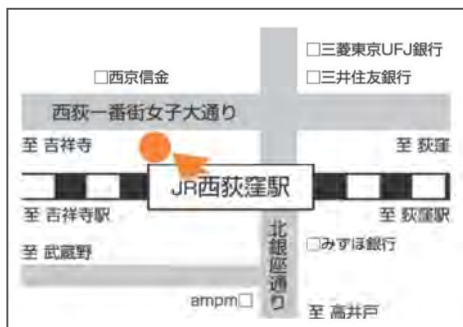 □三菱東京UFJ銀行
□西京信金
□三井住友銀行
西荻一番街女子大通り
至 吉祥寺
至 荻窪
JR西荻窪駅
至 吉祥寺駅
至 荻窪駅
至 武蔵野
北銀座通り
□みずほ銀行
ampm□
至 高井戸